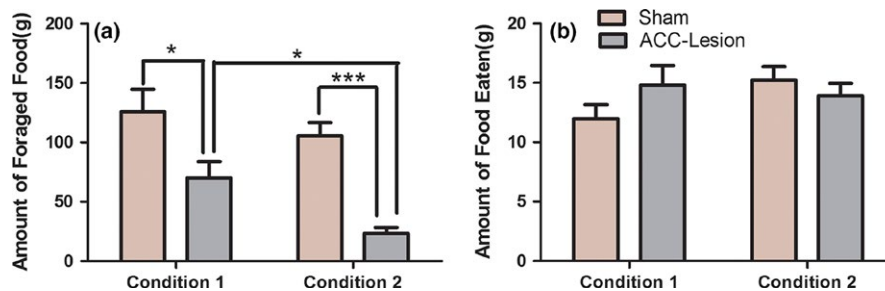 (a)
Amount of Foraged Food(g)
200
150
100
50
0
*
*
***
Condition 1
Condition 2
(b)
Sham
ACC-Lesion
Amount of Food Eaten(g)
20
15
10
5
0
Condition 1
Condition 2